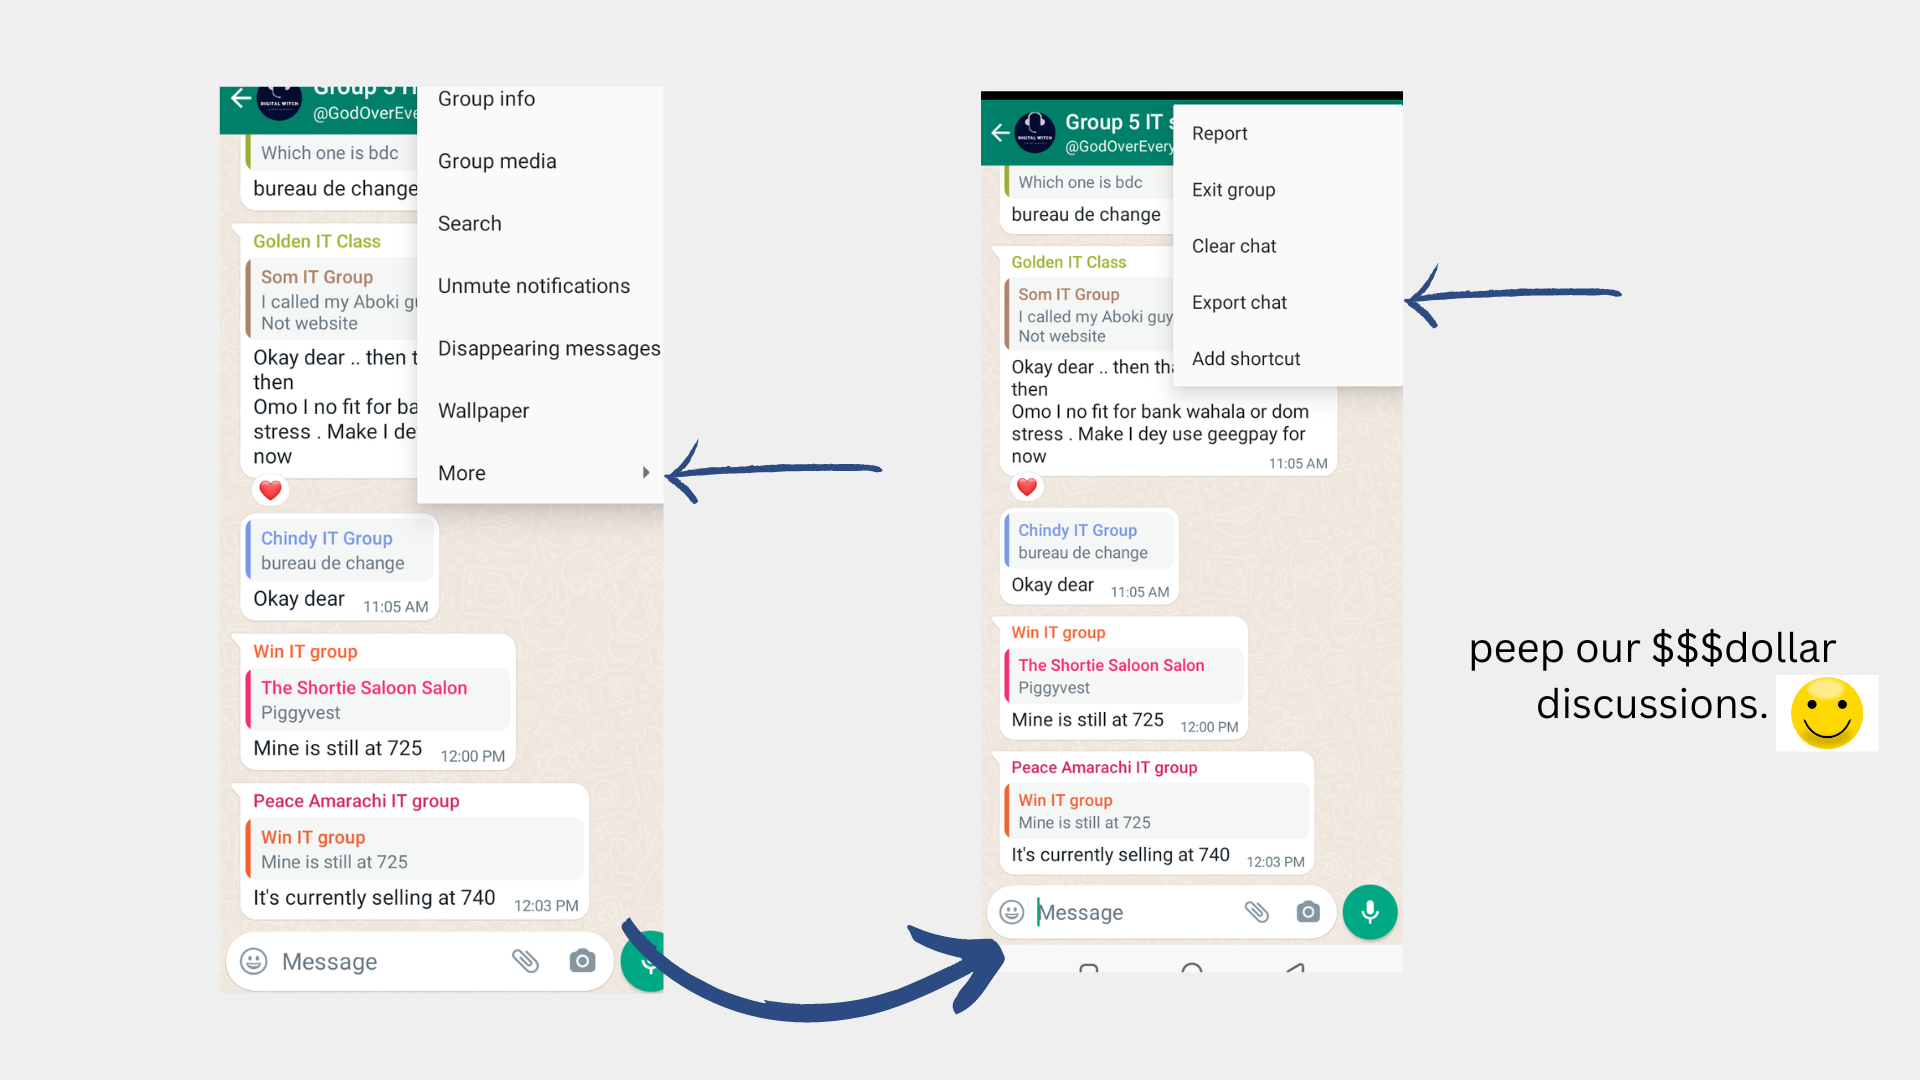 Group 5 IT
@GodOverEve
DIGITAL WITCH
Which one is bdc
bureau de change
Golden IT Class
Som IT Group
I called my Aboki gu
Not website
Okay dear .. then t
then
Omo I no fit for ba
stress . Make I de
now
Chindy IT Group
bureau de change
Okay dear 11:05 AM
Win IT group
The Shortie Saloon Salon
Piggyvest
Mine is still at 725 12:00 PM
Peace Amarachi IT group
Win IT group
Mine is still at 725
It's currently selling at 740 12:03 PM
Message
Group info
Group media
Search
Unmute notifications
Disappearing messages
Wallpaper
More
Group 5 IT s
@GodOverEvery
DIGITAL WITCH
Which one is bdc
bureau de change
Golden IT Class
Som IT Group
I called my Aboki guy
Not website
Okay dear .. then tha
then
Omo I no fit for bank wahala or dom
stress . Make I dey use geegpay for
now 11:05 AM
Chindy IT Group
bureau de change
Okay dear 11:05 AM
Win IT group
The Shortie Saloon Salon
Piggyvest
Mine is still at 725 12:00 PM
Peace Amarachi IT group
Win IT group
Mine is still at 725
It's currently selling at 740 12:03 PM
Message
Report
Exit group
Clear chat
Export chat
Add shortcut
peep our $$$dollar
discussions.